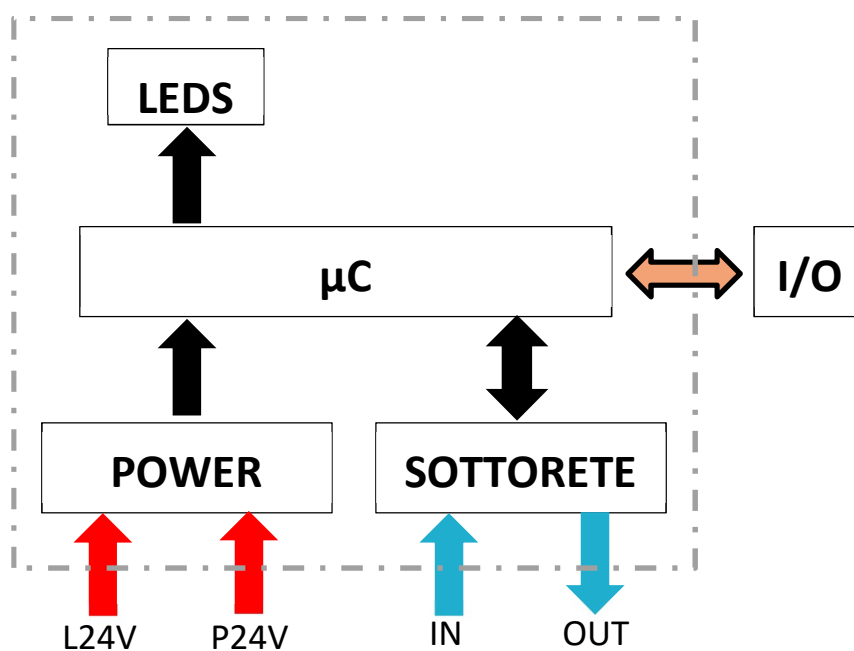 LEDS
µC
I/O
POWER
SOTTORETE
L24V
P24V
IN
OUT